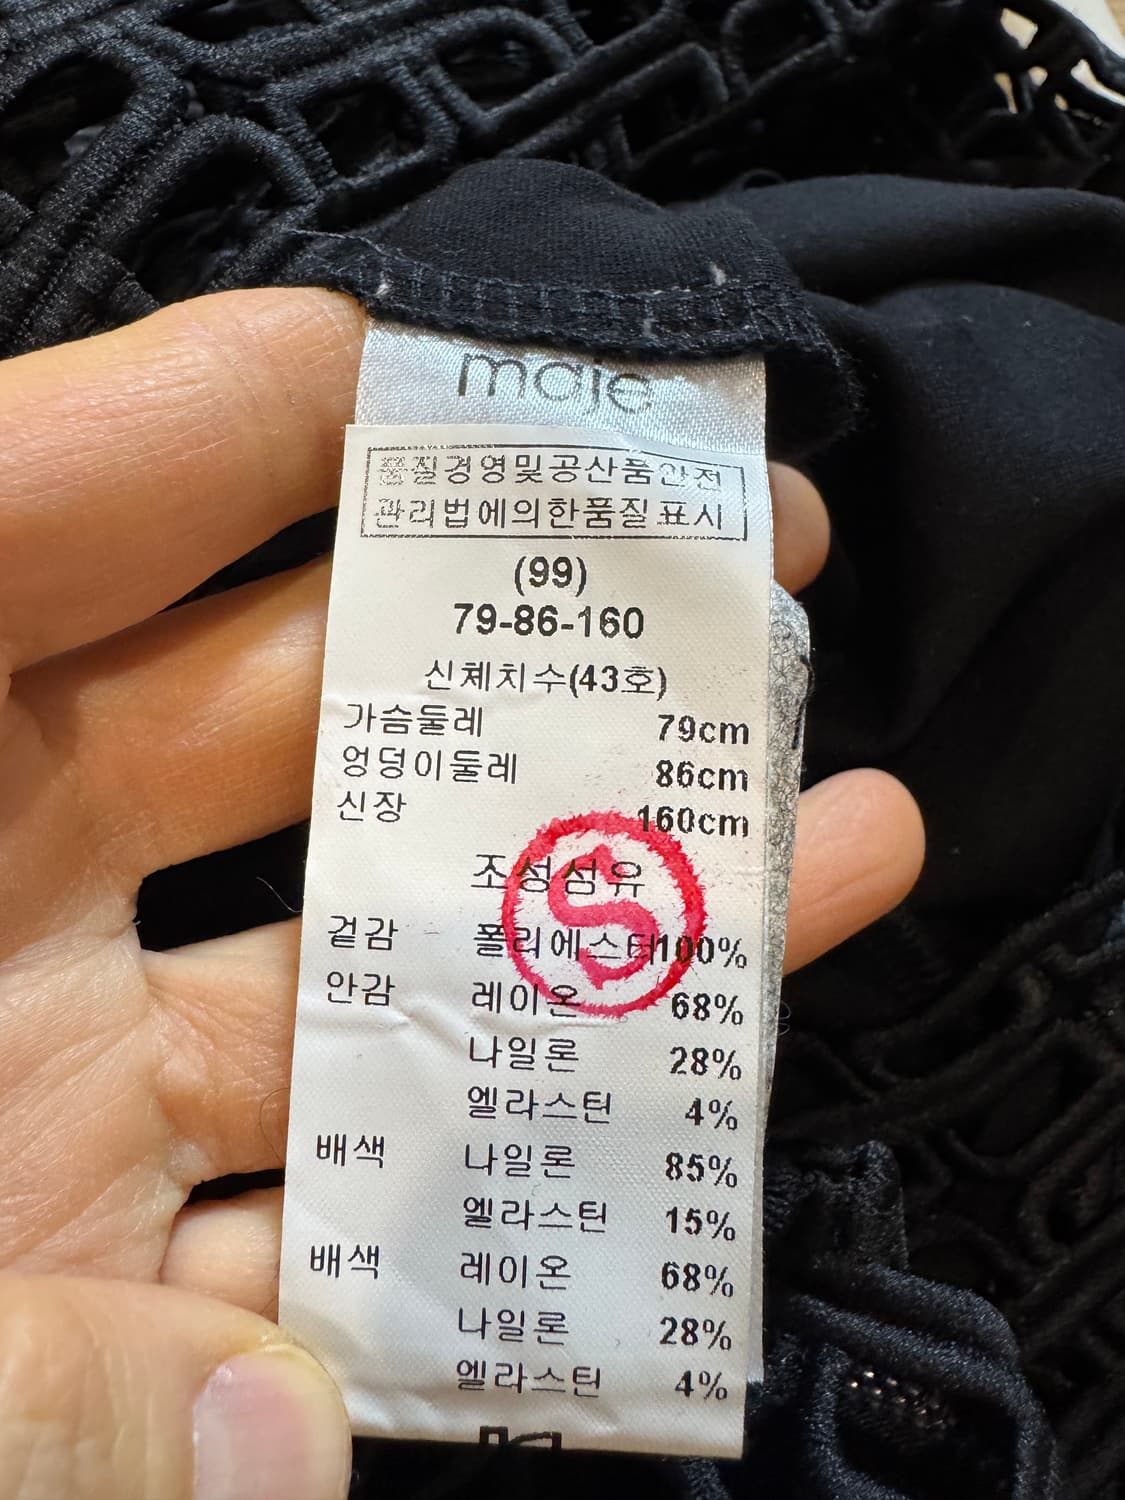 maje
품질경영및공산품안전
관리법에의한품질표시
(99)
79-86-160
신체치수(43호)
가슴둘레 79cm
엉덩이둘레 86cm
신장 160cm
조성섬유
겉감 폴리에스터100%
안감 레이온 68%
나일론 28%
엘라스틴 4%
배색 나일론 85%
엘라스틴 15%
배색 레이온 68%
나일론 28%
엘라스틴 4%
S